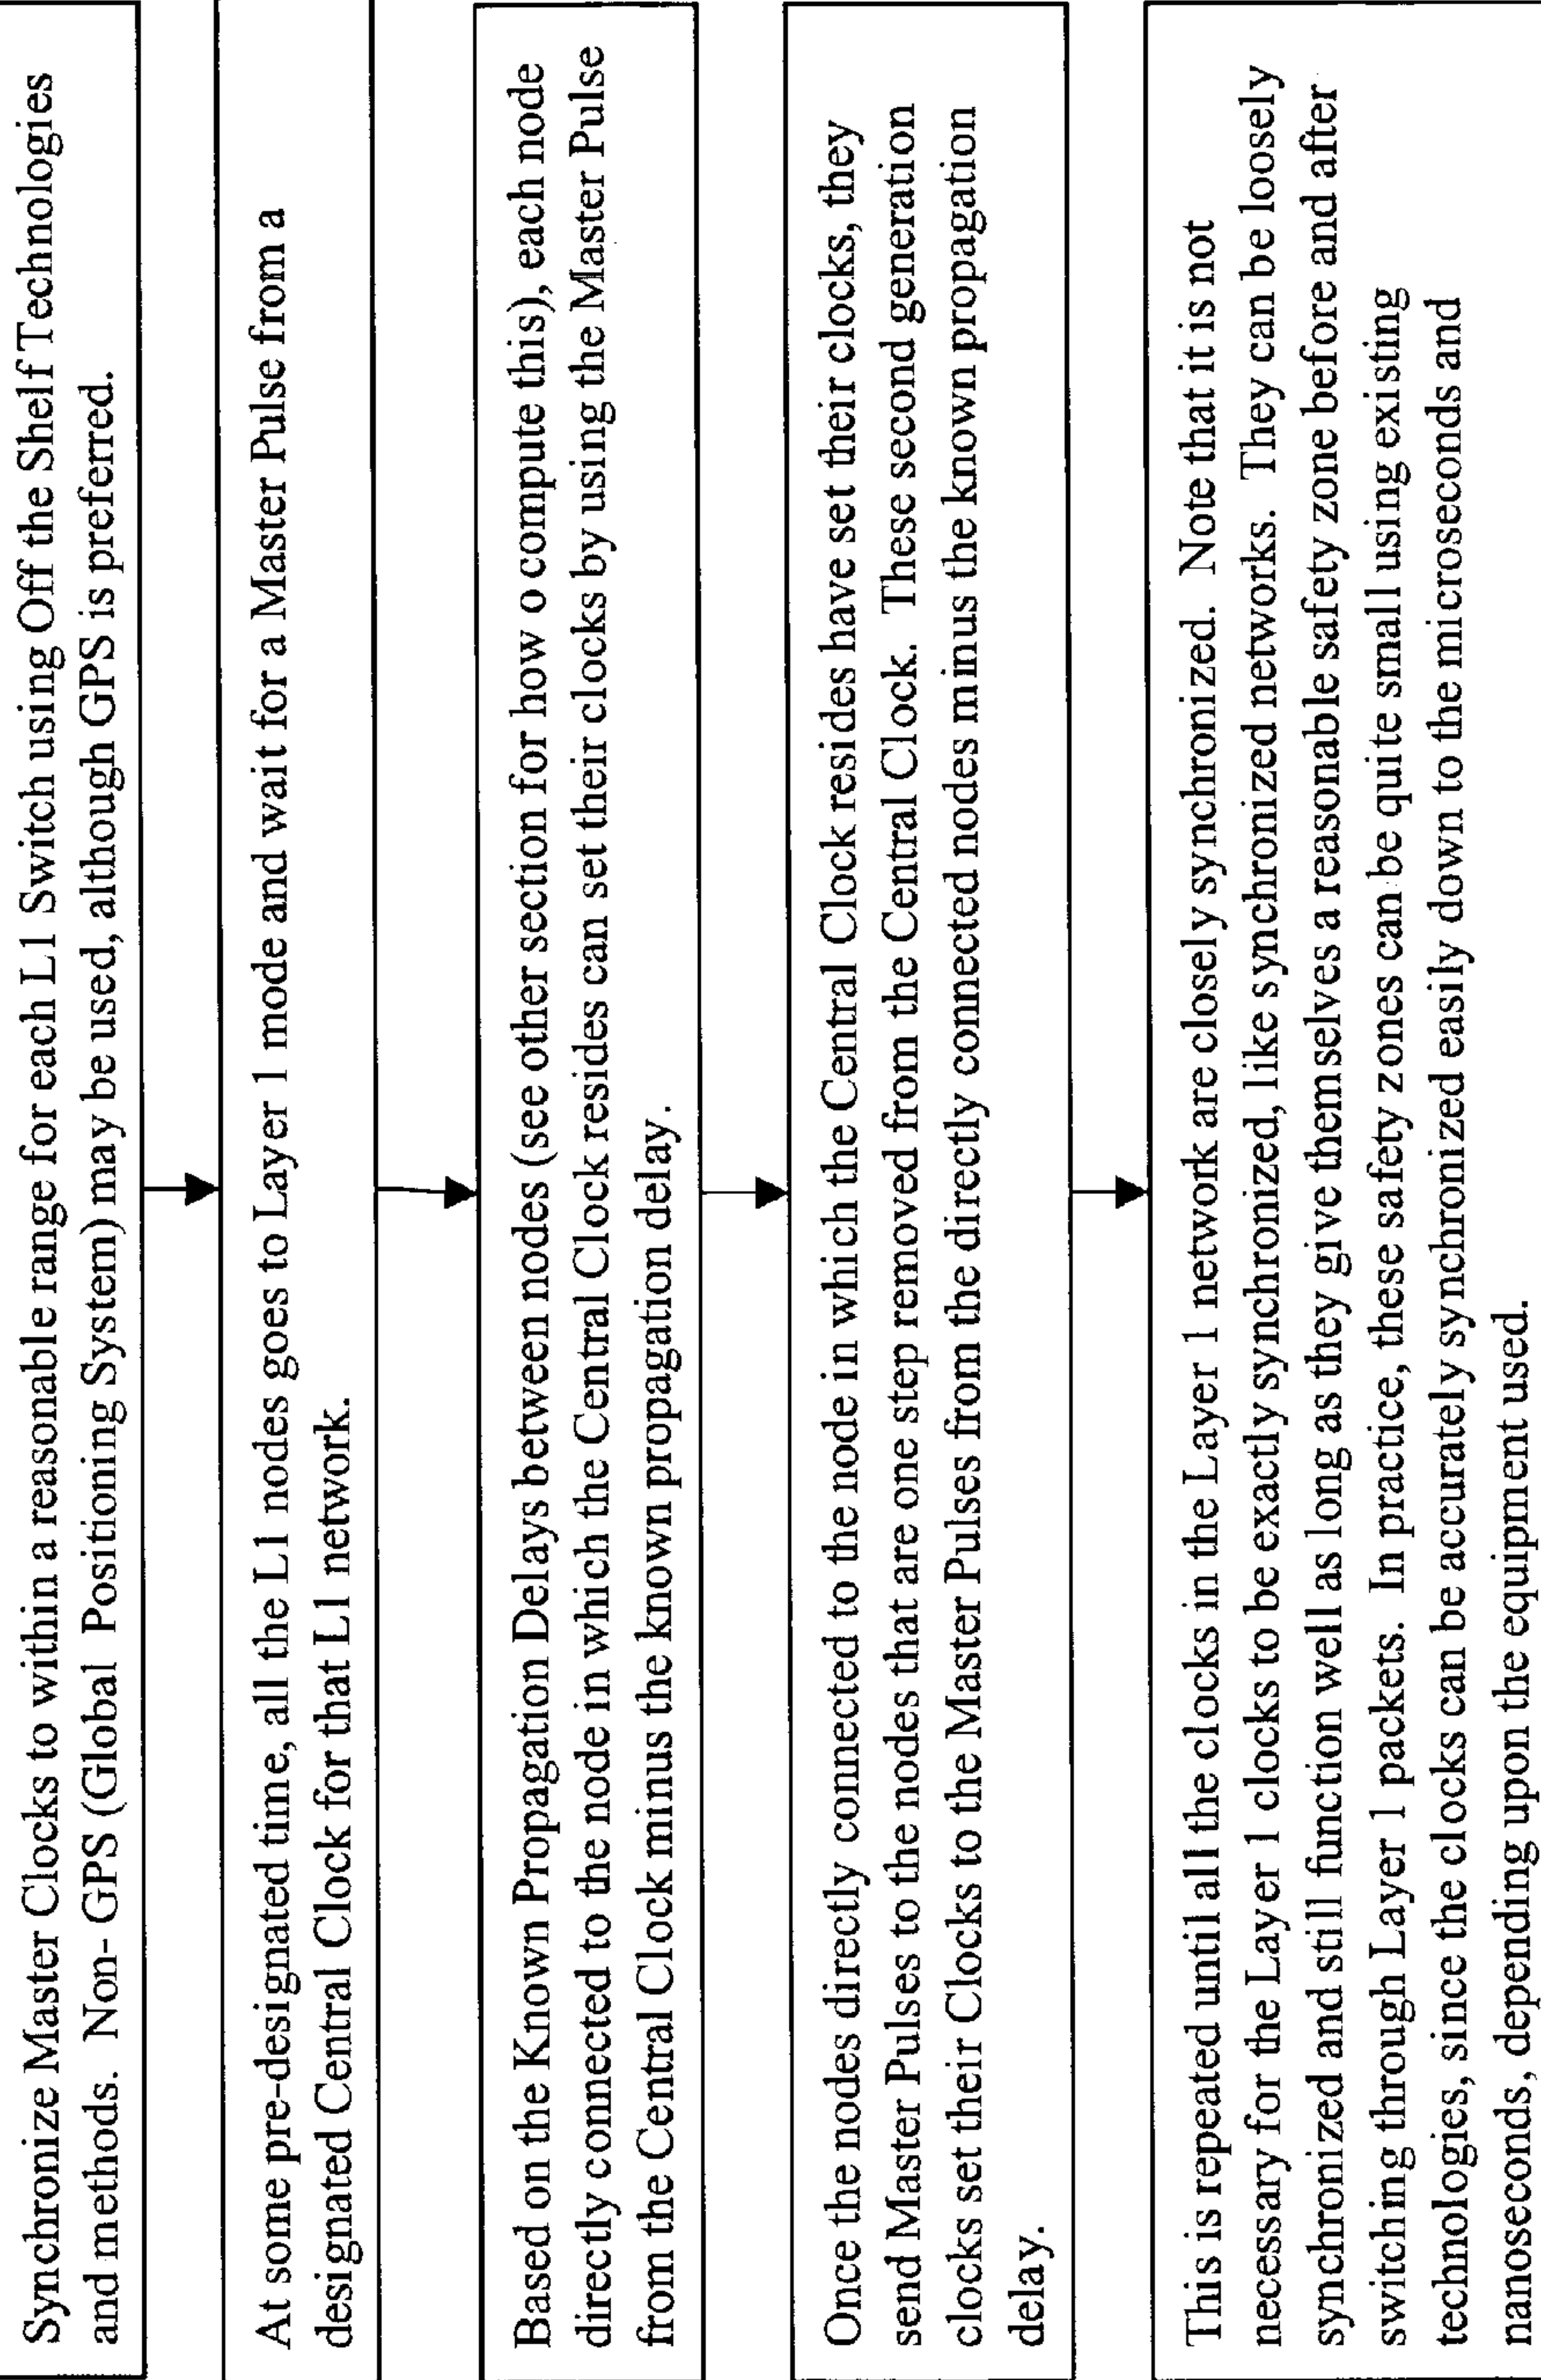 Synchronize Master Clocks to within a reasonable range for each L1 Switch using Off the Shelf Technologies
and methods. Non- GPS (Global Positioning System) may be used, although GPS is preferred.
At some pre-designated time, all the L1 nodes goes to Layer 1 mode and wait for a Master Pulse from a
designated Central Clock for that L1 network.
Based on the Known Propagation Delays between nodes (see other section for how o compute this), each node
directly connected to the node in which the Central Clock resides can set their clocks by using the Master Pulse
from the Central Clock minus the known propagation delay.
Once the nodes directly connected to the node in which the Central Clock resides have set their clocks, they
send Master Pulses to the nodes that are one step removed from the Central Clock. These second generation
clocks set their Clocks to the Master Pulses from the directly connected nodes minus the known propagation
delay.
This is repeated until all the clocks in the Layer 1 network are closely synchronized. Note that it is not
necessary for the Layer 1 clocks to be exactly synchronized, like synchronized networks. They can be loosely
synchronized and still function well as long as they give themselves a reasonable safety zone before and after
switching through Layer 1 packets. In practice, these safety zones can be quite small using existing
technologies, since the clocks can be accurately synchronized easily down to the microseconds and
nanoseconds, depending upon the equipment used.